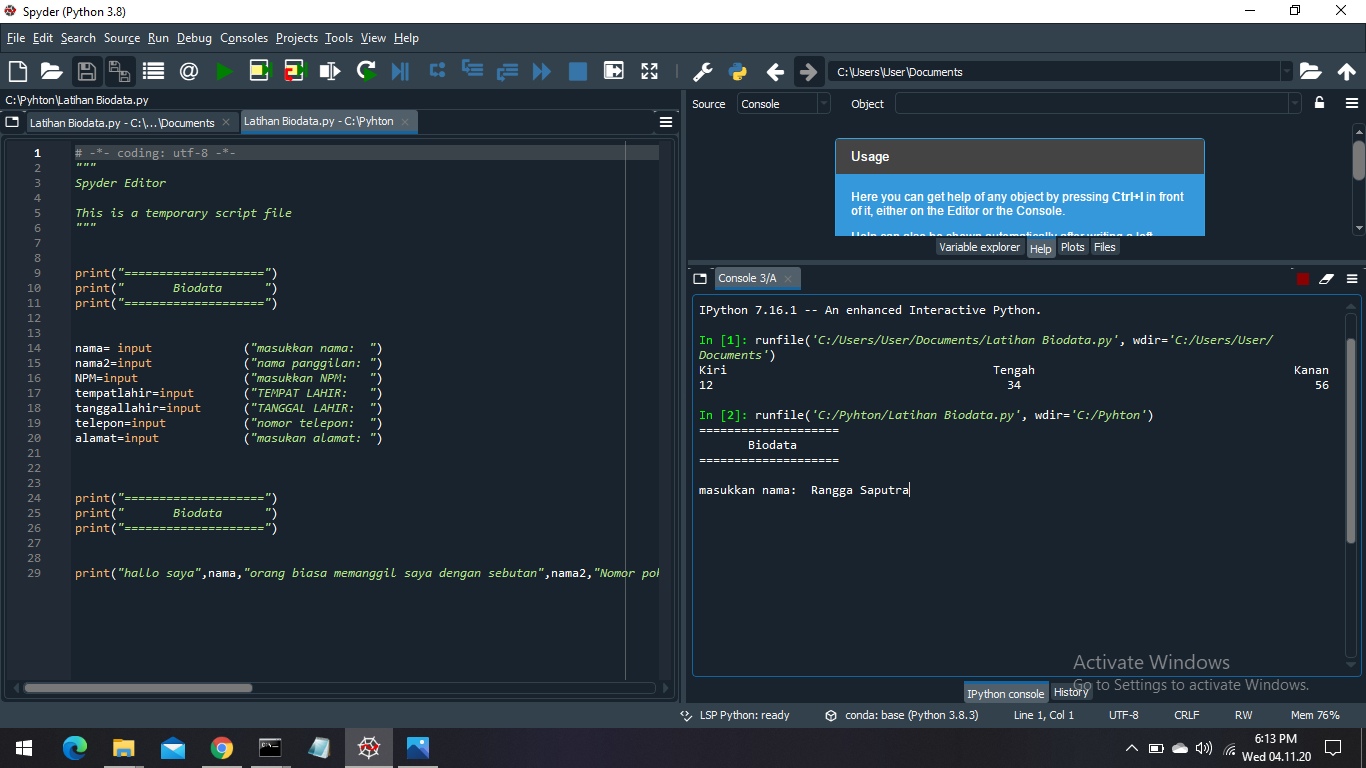 Spyder (Python 3.8)
File Edit Search Source Run Debug Consoles Projects Tools View Help
C:\Users\User\Documents
C:\Pyhton\Latihan Biodata.py
Latihan Biodata.py - C:\...\Documents
Latihan Biodata.py - C:\Pyhton
1 # -*- coding: utf-8 -*-
2 """
3 Spyder Editor
4
5 This is a temporary script file
6 """
7
8
9 print("====================")
10 print("       Biodata      ")
11 print("====================")
12
13
14 nama= input             ("masukkan nama:  ")
15 nama2=input             ("nama panggilan: ")
16 NPM=input               ("masukkan NPM:   ")
17 tempatlahir=input       ("TEMPAT LAHIR:   ")
18 tanggallahir=input      ("TANGGAL LAHIR:  ")
19 telepon=input           ("nomor telepon:  ")
20 alamat=input            ("masukan alamat: ")
21
22
23
24 print("====================")
25 print("       Biodata      ")
26 print("====================")
27
28
29 print("hallo saya",nama,"orang biasa memanggil saya dengan sebutan",nama2,"Nomor pok
Source Console Object
Usage
Here you can get help of any object by pressing Ctrl+I in front
of it, either on the Editor or the Console.
Help can also be shown automatically after writing a left
Variable explorer Help Plots Files
Console 3/A
IPython 7.16.1 -- An enhanced Interactive Python.
In [1]: runfile('C:/Users/User/Documents/Latihan Biodata.py', wdir='C:/Users/User/
Documents')
Kiri Tengah Kanan
12 34 56
In [2]: runfile('C:/Pyhton/Latihan Biodata.py', wdir='C:/Pyhton')
====================
Biodata
====================
masukkan nama:  Rangga Saputra
Activate Windows
Go to Settings to activate Windows.
IPython console History
LSP Python: ready conda: base (Python 3.8.3) Line 1, Col 1 UTF-8 CRLF RW Mem 76%
6:13 PM
Wed 04.11.20